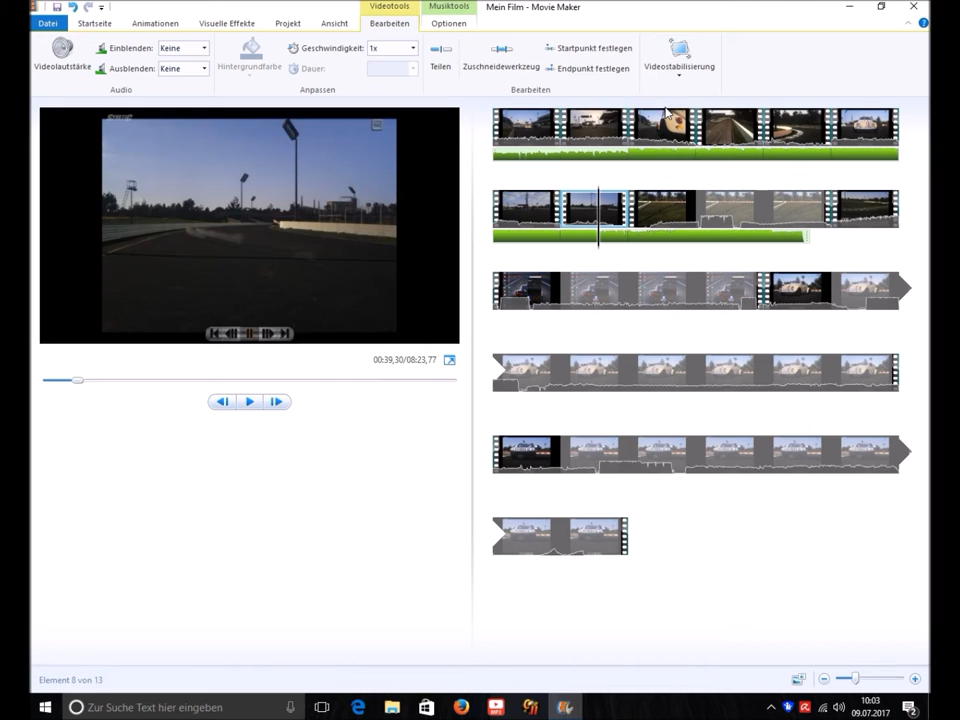 Videotools
Musiktools
Mein Film - Movie Maker
Datei
Startseite
Animationen
Visuelle Effekte
Projekt
Ansicht
Bearbeiten
Optionen
Videolautstärke
Einblenden: Keine
Ausblenden: Keine
Audio
Hintergrundfarbe
Geschwindigkeit: 1x
Dauer:
Anpassen
Teilen
Zuschneidewerkzeug
Startpunkt festlegen
Endpunkt festlegen
Bearbeiten
Videostabilisierung
00:39,30/08:23,77
Element 8 von 13
Zur Suche Text hier eingeben
MP3
10:03
09.07.2017
2